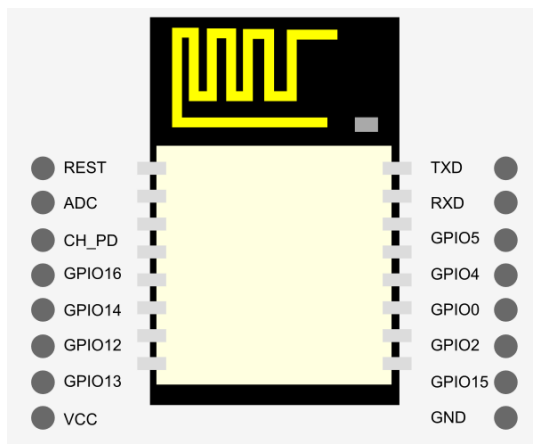 REST
ADC
CH_PD
GPIO16
GPIO14
GPIO12
GPIO13
VCC
TXD
RXD
GPIO5
GPIO4
GPIO0
GPIO2
GPIO15
GND